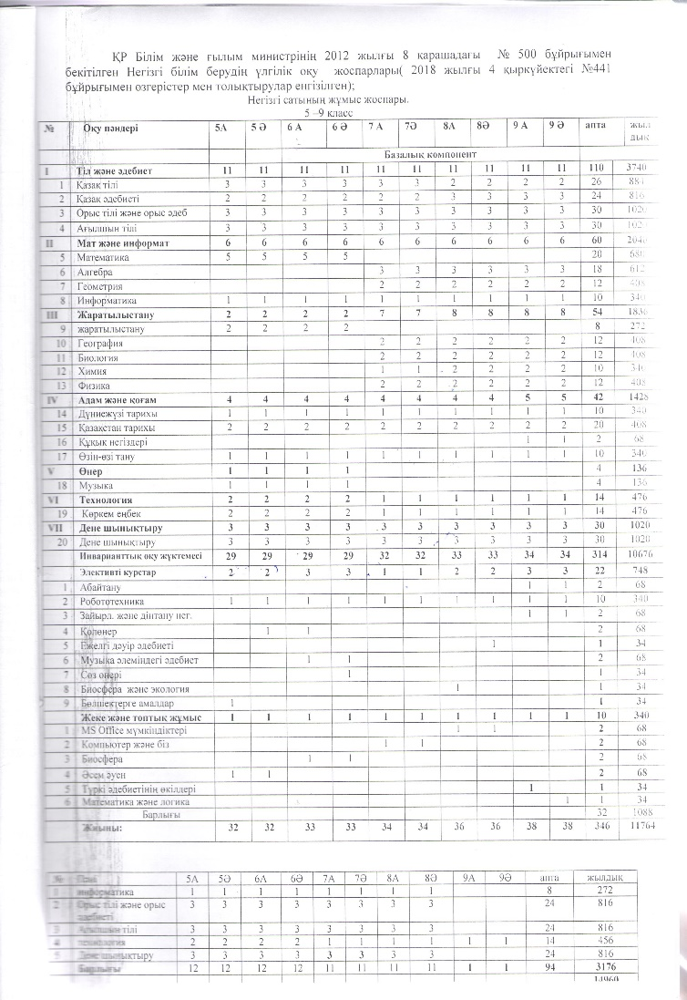 ҚР Білім және ғылым министрінің 2012 жылғы 8 қарашадағы № 500 бұйрығымен
бекітілген Негізгі білім берудің үлгілік оқу жоспарлары( 2018 жылғы 4 қыркүйектегі №441
бұйрығымен өзгерістер мен толықтырулар енгізілген);
Негізгі сатының жұмыс жоспары.
5 –9 класс
№ Оқу пәндері 5А 5 Ә 6 А 6 Ә 7 А 7Ә 8А 8Ә 9 А 9 Ә апта жыл
дық
Базалық компонент
I Тіл және әдебиет 11 11 11 11 11 11 11 11 11 11 110 3740
1 Қазақ тілі 3 3 3 3 3 3 2 2 2 2 26 884
2 Қазақ әдебиеті 2 2 2 2 2 2 3 3 3 3 24 816
3 Орыс тілі және орыс әдеб 3 3 3 3 3 3 3 3 3 3 30 1020
4 Ағылшын тілі 3 3 3 3 3 3 3 3 3 3 30 1020
II Мат және информат 6 6 6 6 6 6 6 6 6 6 60 2040
5 Математика 5 5 5 5 20 680
6 Алгебра 3 3 3 3 3 3 18 612
7 Геометрия 2 2 2 2 2 2 12 408
8 Информатика 1 1 1 1 1 1 1 1 1 1 10 340
III Жаратылыстану 2 2 2 2 7 7 8 8 8 8 54 1836
9 жаратылыстану 2 2 2 2 8 272
10 География 2 2 2 2 2 2 12 408
11 Биология 2 2 2 2 2 2 12 408
12 Химия 1 1 2 2 2 2 10 340
13 Физика 2 2 2 2 2 2 12 408
IV Адам және қоғам 4 4 4 4 4 4 4 4 5 5 42 1428
14 Дүниежүзі тарихы 1 1 1 1 1 1 1 1 1 1 10 340
15 Қазақстан тарихы 2 2 2 2 2 2 2 2 2 2 20 408
16 Құқық негіздері 1 1 2 68
17 Өзін-өзі тану 1 1 1 1 1 1 1 1 1 1 10 340
V Өнер 1 1 1 1 4 136
18 Музыка 1 1 1 1 4 136
VI Технология 2 2 2 2 1 1 1 1 1 1 14 476
19 Көркем еңбек 2 2 2 2 1 1 1 1 1 1 14 476
VII Дене шынықтыру 3 3 3 3 3 3 3 3 3 3 30 1020
20 Дене шынықтыру 3 3 3 3 3 3 3 3 3 3 30 1020
Инварианттық оқу жүктемесі 29 29 29 29 32 32 33 33 34 34 314 10676
Элективті курстар 2 2 3 3 1 1 2 2 3 3 22 748
1 Абайтану 1 1 2 68
2 Робототехника 1 1 1 1 1 1 1 1 1 1 10 340
3 Зайырл. және дінтану нег. 1 1 2 68
4 Қолөнер 1 1 2 68
5 Ежелгі дәуір әдебиеті 1 1 34
6 Музыка әлеміндегі әдебиет 1 1 2 68
7 Сөз өнері 1 1 34
8 Биосфера және экология 1 1 34
9 Бөлшектерге амалдар 1 1 34
Жеке және топтық жұмыс 1 1 1 1 1 1 1 1 1 1 10 340
1 MS Office мүмкіндіктері 1 1 2 68
2 Компьютер және біз 1 1 2 68
3 Биосфера 1 1 2 68
4 Әсем әуен 1 1 2 68
5 Түркі әдебиетінің өкілдері 1 1 34
6 Математика және логика 1 1 34
Барлығы 32 1088
Жиыны: 32 32 33 33 34 34 36 36 38 38 346 11764
№ 5А 5Ә 6А 6Ә 7А 7Ә 8А 8Ә 9А 9Ә апта жылдық
1 информатика 1 1 1 1 1 1 1 1 8 272
2 Орыс тілі және орыс 3 3 3 3 3 3 3 3 24 816
әдебиеті
3 Ағылшын тілі 3 3 3 3 3 3 3 3 24 816
4 технология 2 2 2 2 1 1 1 1 1 1 14 456
5 Дене шынықтыру 3 3 3 3 3 3 3 3 24 816
Барлығы 12 12 12 12 11 11 11 11 1 1 94 3176